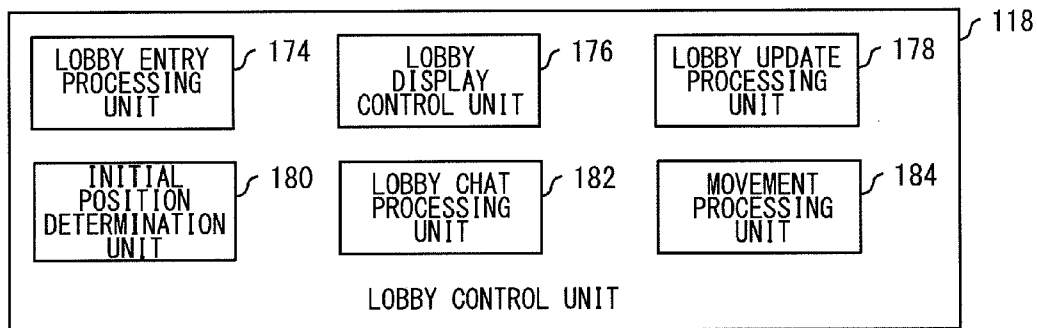 118
LOBBY ENTRY
PROCESSING
UNIT
174
LOBBY
DISPLAY
CONTROL UNIT
176
LOBBY UPDATE
PROCESSING
UNIT
178
INITIAL
POSITION
DETERMINATION
UNIT
180
LOBBY CHAT
PROCESSING
UNIT
182
MOVEMENT
PROCESSING
UNIT
184
LOBBY CONTROL UNIT